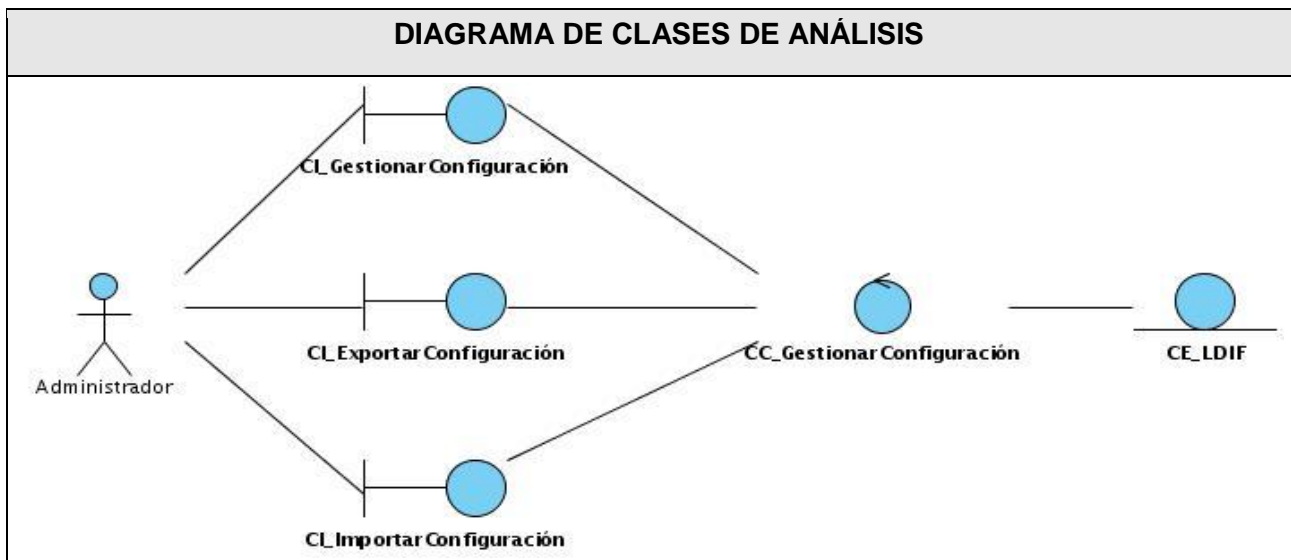 DIAGRAMA DE CLASES DE ANÁLISIS
CI_GestionarConfiguración
CI_ExportarConfiguración
CC_GestionarConfiguración
CE_LDIF
Administrador
CI_ImportarConfiguración